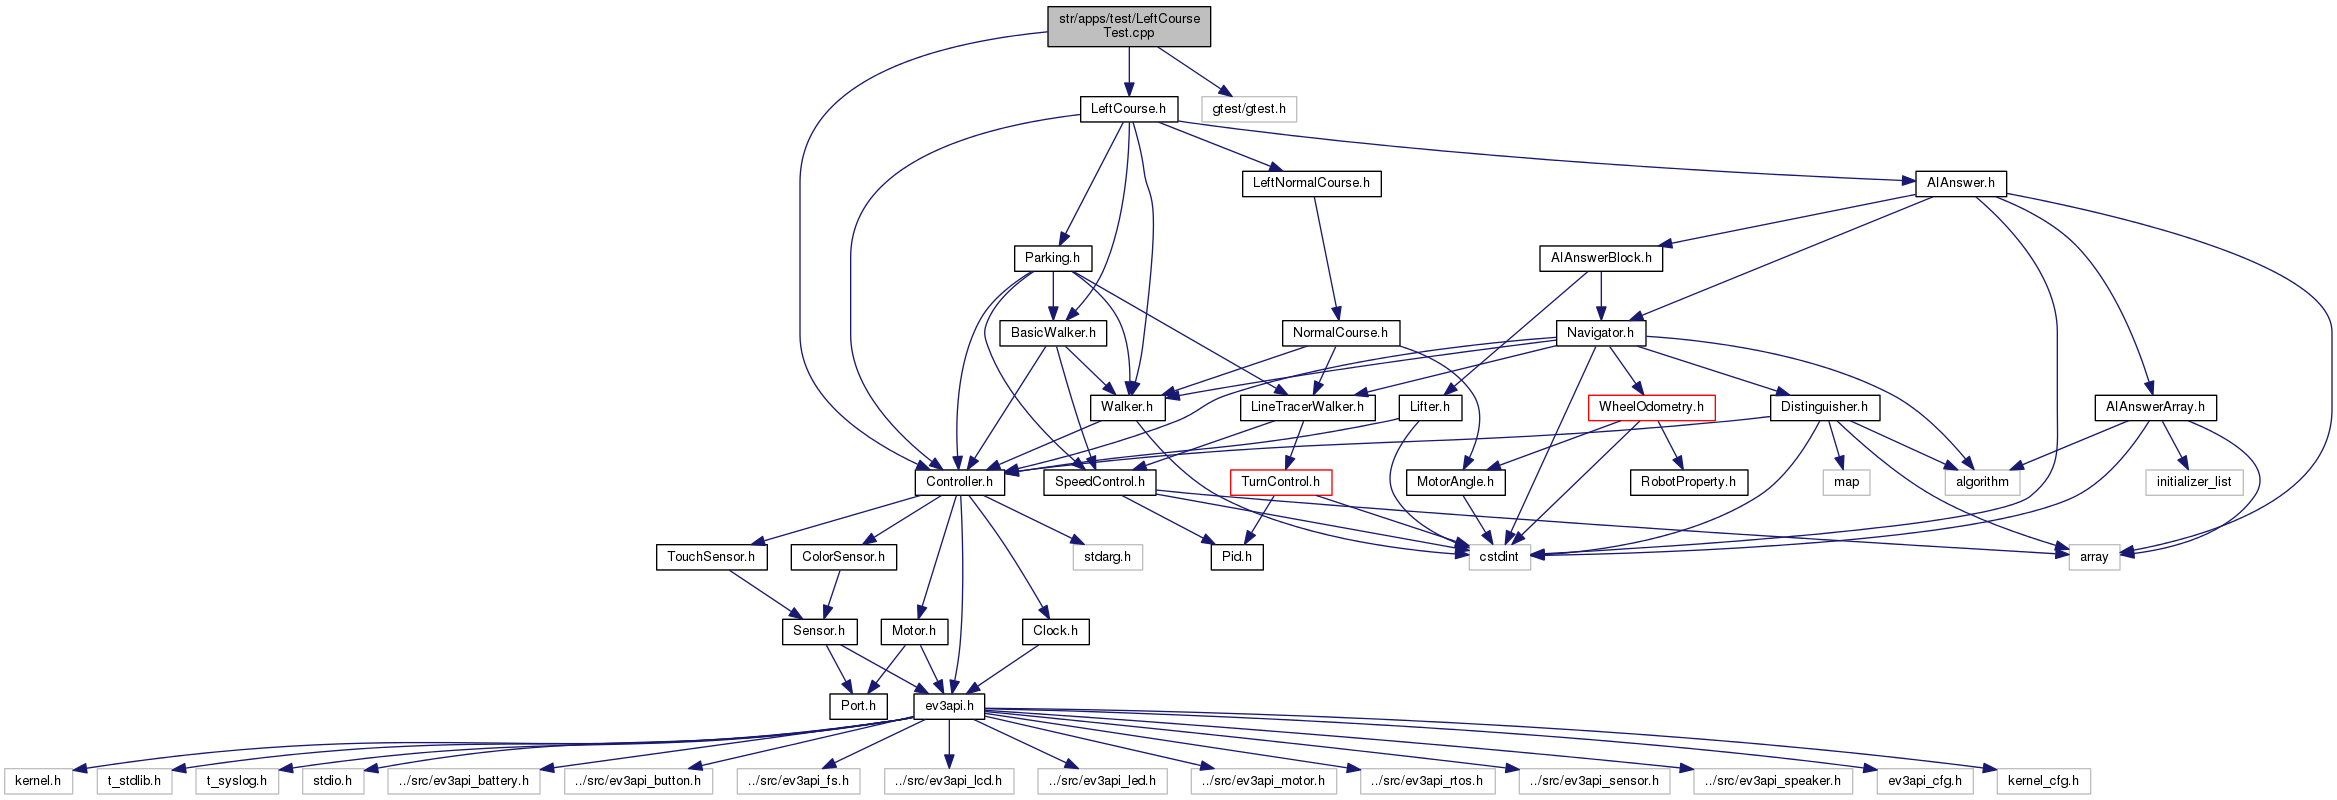 str/apps/test/LeftCourse
Test.cpp
LeftCourse.h
gtest/gtest.h
LeftNormalCourse.h
AIAnswer.h
Parking.h
AIAnswerBlock.h
BasicWalker.h
NormalCourse.h
Navigator.h
Walker.h
LineTracerWalker.h
Lifter.h
WheelOdometry.h
Distinguisher.h
AIAnswerArray.h
Controller.h
SpeedControl.h
TurnControl.h
MotorAngle.h
RobotProperty.h
map
algorithm
initializer_list
TouchSensor.h
ColorSensor.h
stdarg.h
Pid.h
cstdint
array
Sensor.h
Motor.h
Clock.h
Port.h
ev3api.h
kernel.h
t_stdlib.h
t_syslog.h
stdio.h
../src/ev3api_battery.h
../src/ev3api_button.h
../src/ev3api_fs.h
../src/ev3api_lcd.h
../src/ev3api_led.h
../src/ev3api_motor.h
../src/ev3api_rtos.h
../src/ev3api_sensor.h
../src/ev3api_speaker.h
ev3api_cfg.h
kernel_cfg.h